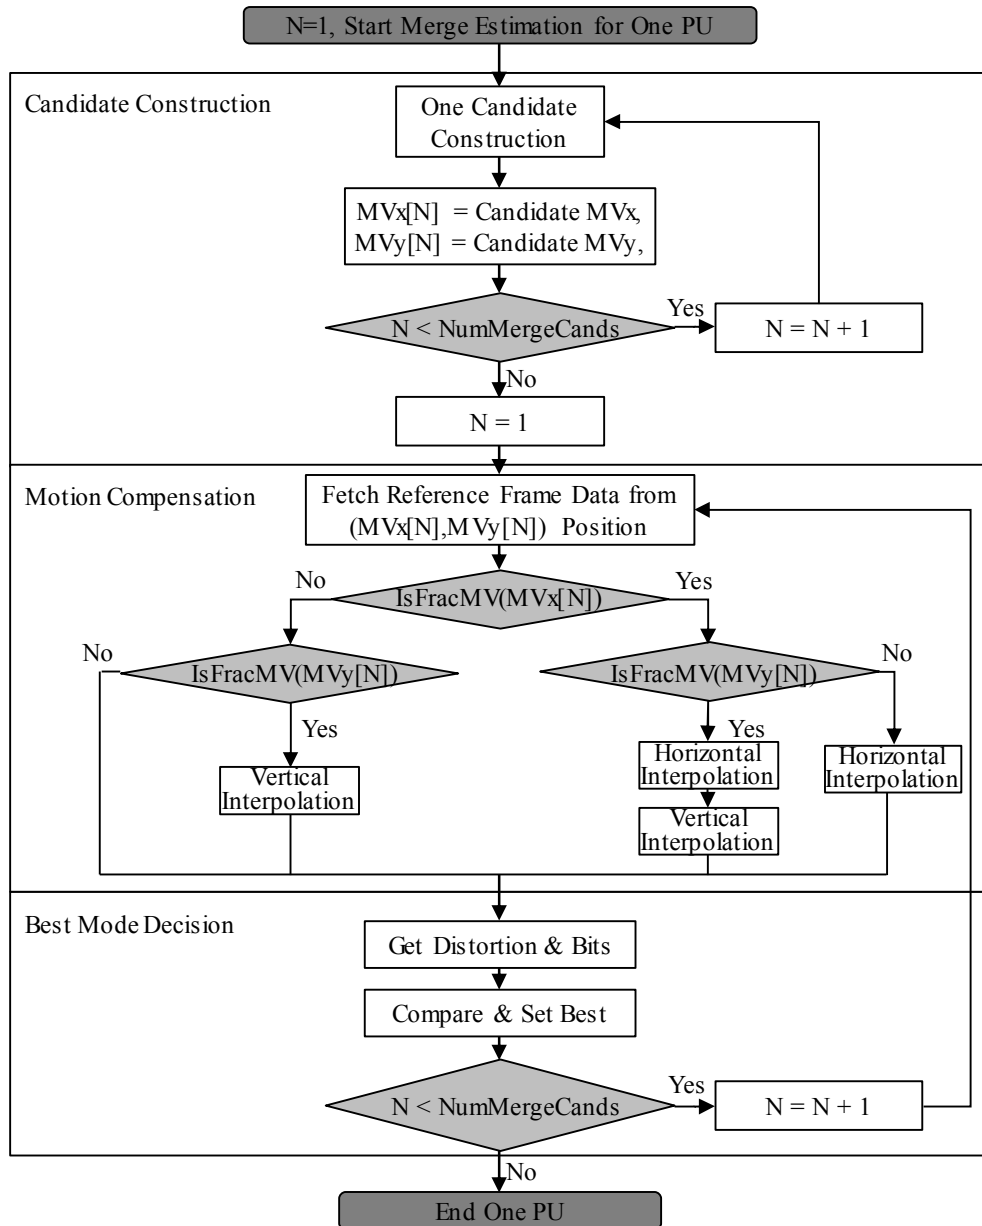 N=1, Start Merge Estimation for One PU
Candidate Construction
One Candidate
Construction
MVx[N] = Candidate MVx,
MVy[N] = Candidate MVy,
N < NumMergeCands
Yes
N = N + 1
No
N = 1
Motion Compensation
Fetch Reference Frame Data from
(MVx[N],MVy[N]) Position
No
Yes
IsFracMV(MVx[N])
No
IsFracMV(MVy[N])
IsFracMV(MVy[N])
No
Yes
Yes
Vertical
Interpolation
Horizontal
Interpolation
Horizontal
Interpolation
Vertical
Interpolation
Best Mode Decision
Get Distortion & Bits
Compare & Set Best
N < NumMergeCands
Yes
N = N + 1
No
End One PU